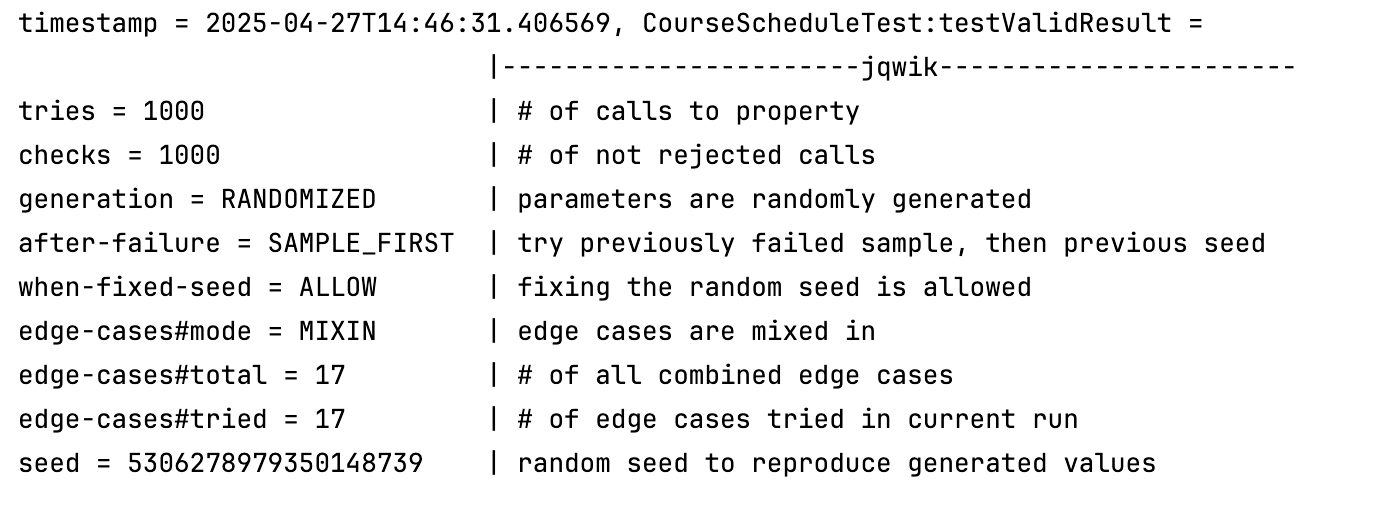 timestamp = 2025-04-27T14:46:31.406569, CourseScheduleTest:testValidResult =
                              |-----------------------jqwik-----------------------
tries = 1000                  | # of calls to property
checks = 1000                 | # of not rejected calls
generation = RANDOMIZED       | parameters are randomly generated
after-failure = SAMPLE_FIRST  | try previously failed sample, then previous seed
when-fixed-seed = ALLOW       | fixing the random seed is allowed
edge-cases#mode = MIXIN       | edge cases are mixed in
edge-cases#total = 17         | # of all combined edge cases
edge-cases#tried = 17         | # of edge cases tried in current run
seed = 5306278979350148739    | random seed to reproduce generated values